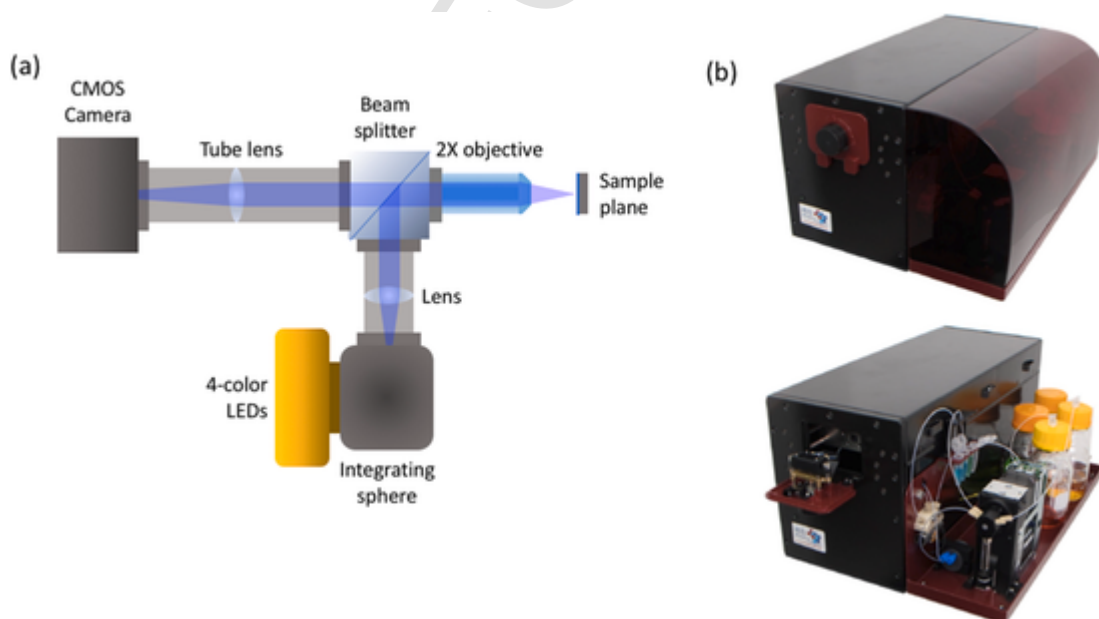 (a)
CMOS
Camera
Tube lens
Beam
splitter
2X objective
Sample
plane
Lens
4-color
LEDs
Integrating
sphere
(b)